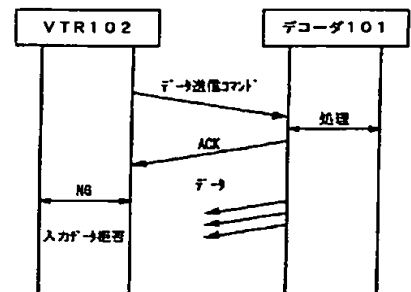 VTR102
デコーダ101
データ送信コマンド
処理
ACK
データ
NG
入力データ拒否